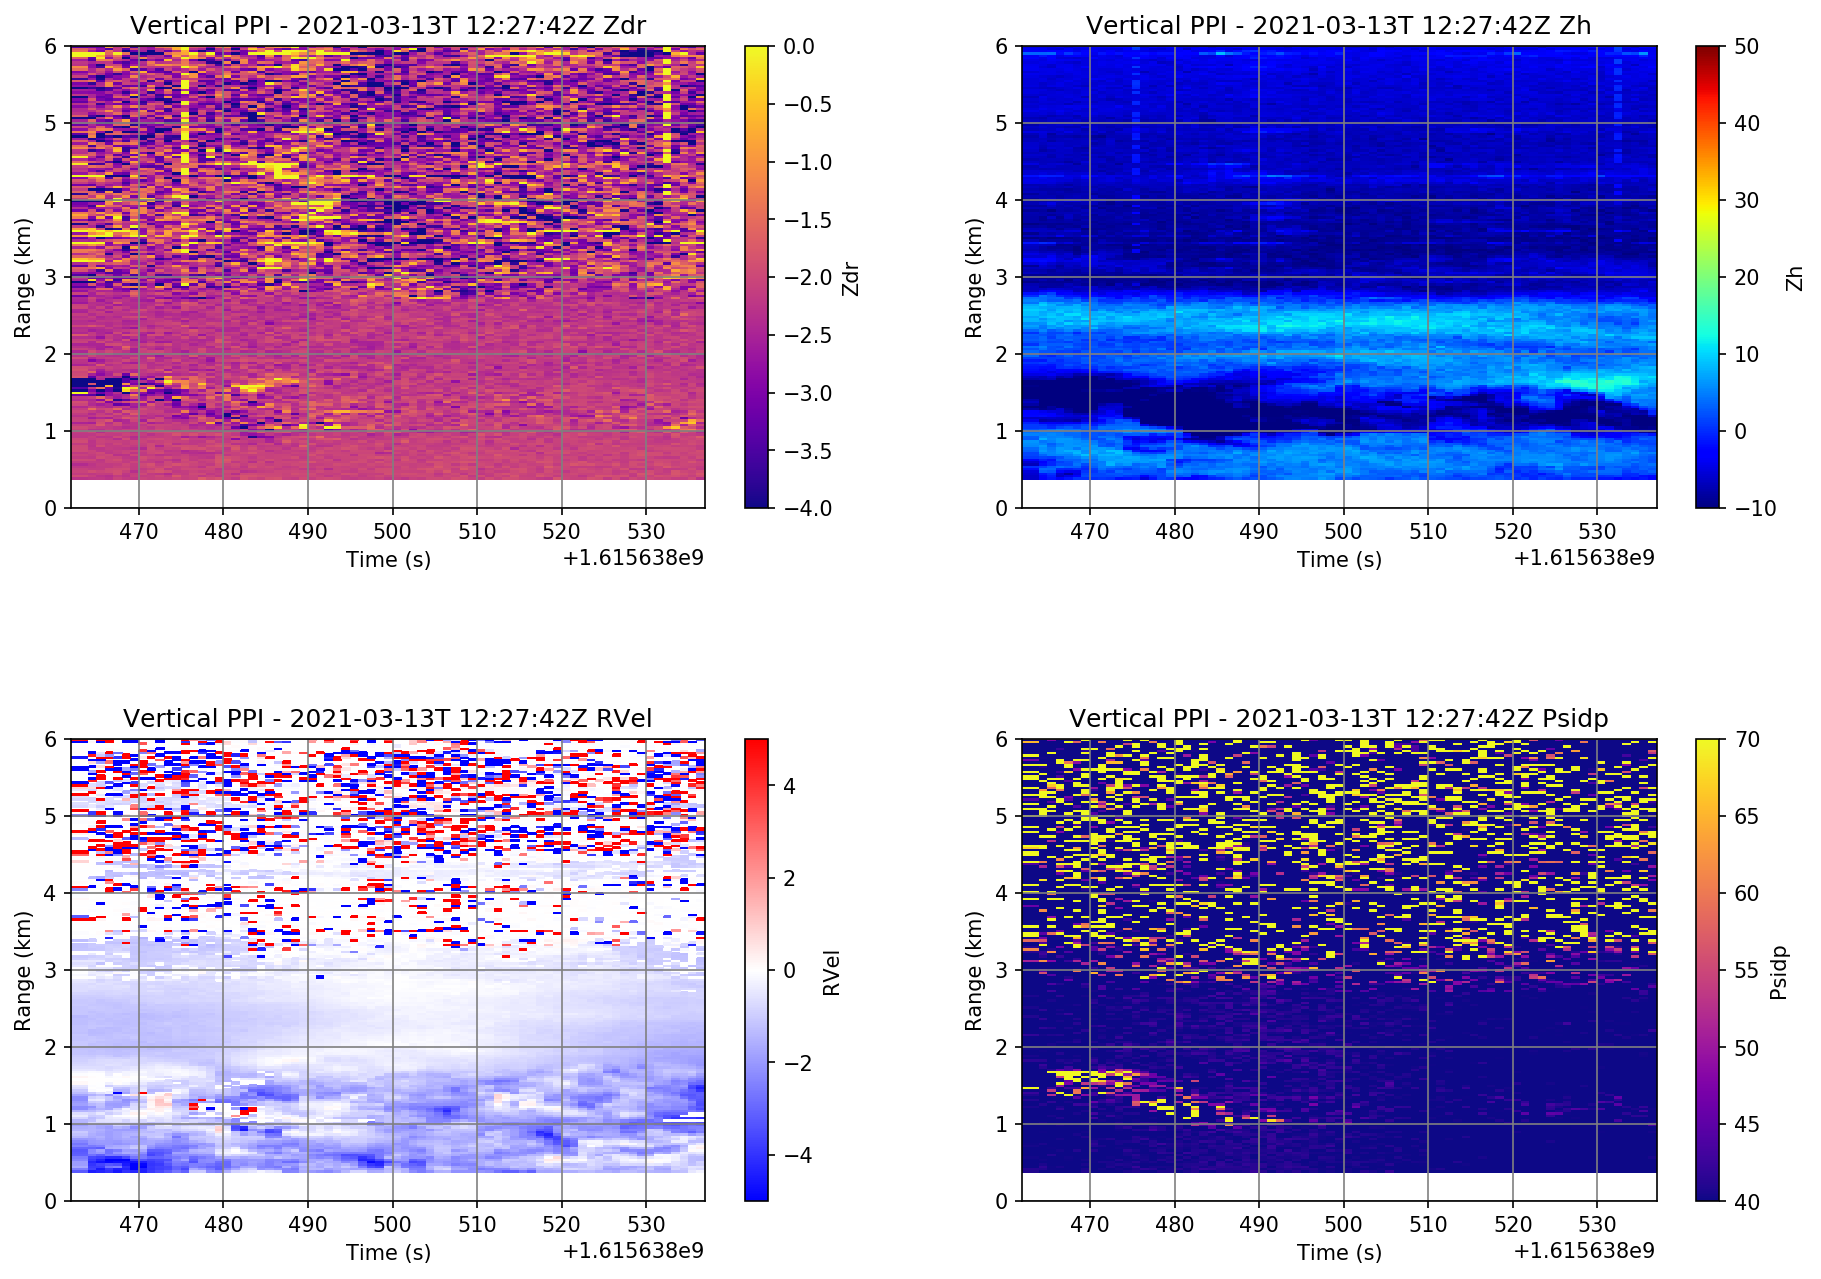 Vertical PPI - 2021-03-13T 12:27:42Z Zdr
6
5
4
3
2
1
0
Range (km)
470 480 490 500 510 520 530
Time (s)
+1.615638e9
0.0
−0.5
−1.0
−1.5
−2.0
−2.5
−3.0
−3.5
−4.0
Zdr
Vertical PPI - 2021-03-13T 12:27:42Z Zh
6
5
4
3
2
1
0
Range (km)
470 480 490 500 510 520 530
Time (s)
+1.615638e9
50
40
30
20
10
0
−10
Zh
Vertical PPI - 2021-03-13T 12:27:42Z RVel
6
5
4
3
2
1
0
Range (km)
470 480 490 500 510 520 530
Time (s)
+1.615638e9
4
2
0
−2
−4
RVel
Vertical PPI - 2021-03-13T 12:27:42Z Psidp
6
5
4
3
2
1
0
Range (km)
470 480 490 500 510 520 530
Time (s)
+1.615638e9
70
65
60
55
50
45
40
Psidp